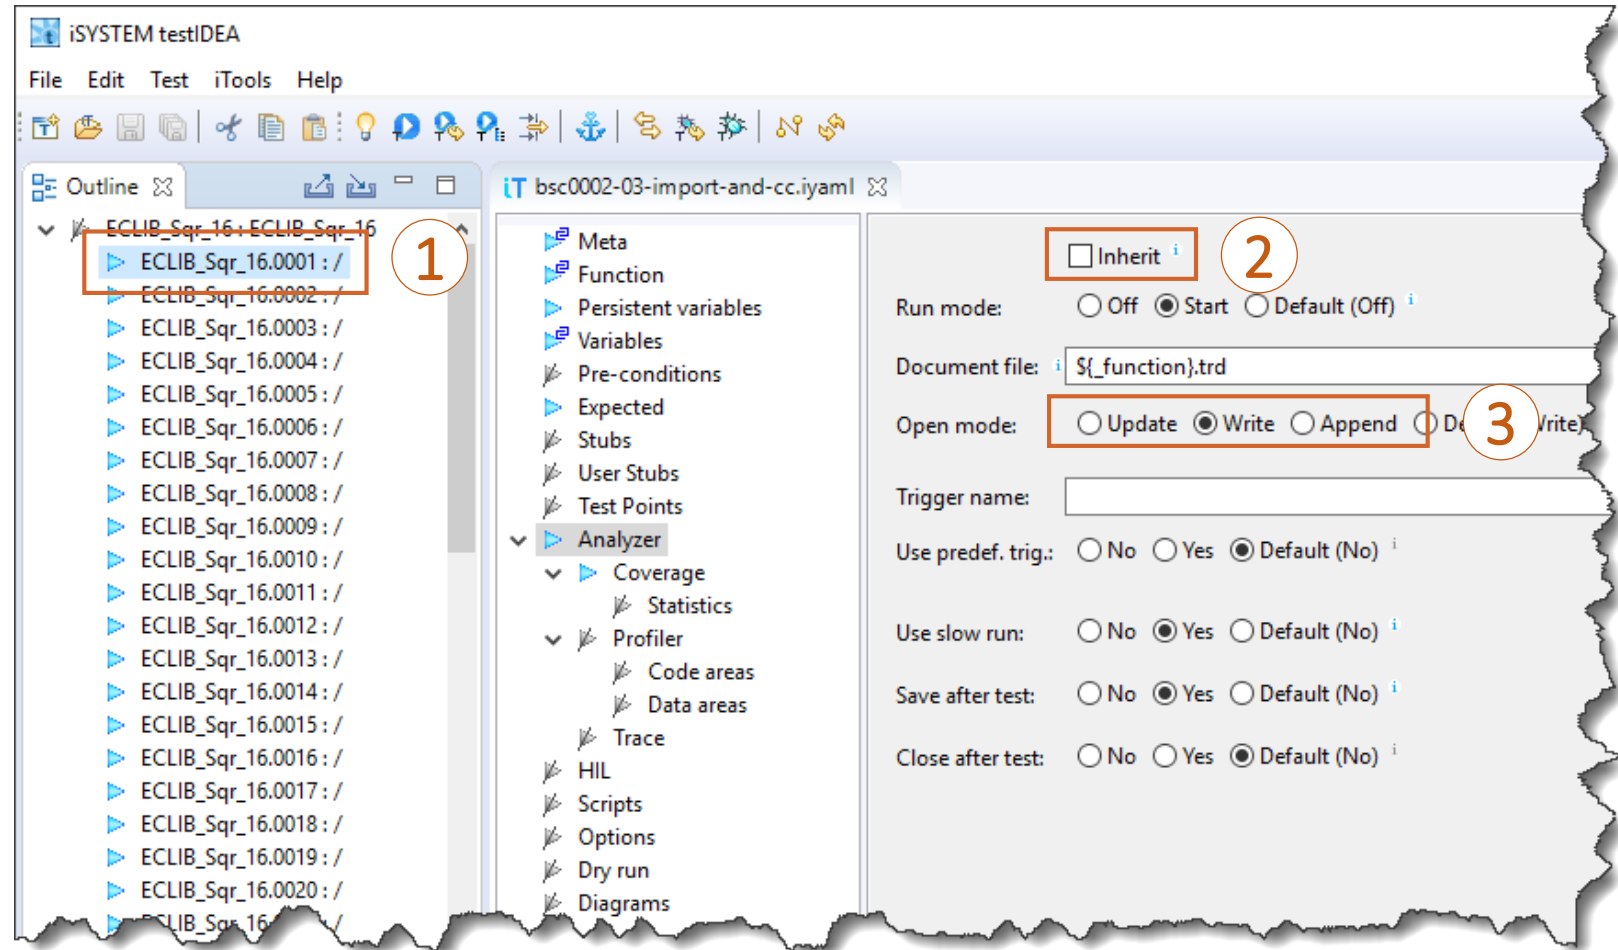 iSYSTEM testIDEA
File Edit Test iTools Help
Outline
bsc0002-03-import-and-cc.iyaml
ECLIB_Sqr_16 : ECLIB_Sqr_16
ECLIB_Sqr_16.0001 : /
ECLIB_Sqr_16.0002 : /
ECLIB_Sqr_16.0003 : /
ECLIB_Sqr_16.0004 : /
ECLIB_Sqr_16.0005 : /
ECLIB_Sqr_16.0006 : /
ECLIB_Sqr_16.0007 : /
ECLIB_Sqr_16.0008 : /
ECLIB_Sqr_16.0009 : /
ECLIB_Sqr_16.0010 : /
ECLIB_Sqr_16.0011 : /
ECLIB_Sqr_16.0012 : /
ECLIB_Sqr_16.0013 : /
ECLIB_Sqr_16.0014 : /
ECLIB_Sqr_16.0015 : /
ECLIB_Sqr_16.0016 : /
ECLIB_Sqr_16.0017 : /
ECLIB_Sqr_16.0018 : /
ECLIB_Sqr_16.0019 : /
ECLIB_Sqr_16.0020 : /
1
Meta
Function
Persistent variables
Variables
Pre-conditions
Expected
Stubs
User Stubs
Test Points
Analyzer
Coverage
Statistics
Profiler
Code areas
Data areas
Trace
HIL
Scripts
Options
Dry run
Diagrams
Inherit
2
Run mode: Off Start Default (Off)
Document file: ${_function}.trd
Open mode: Update Write Append
3
Trigger name:
Use predef. trig.: No Yes Default (No)
Use slow run: No Yes Default (No)
Save after test: No Yes Default (No)
Close after test: No Yes Default (No)